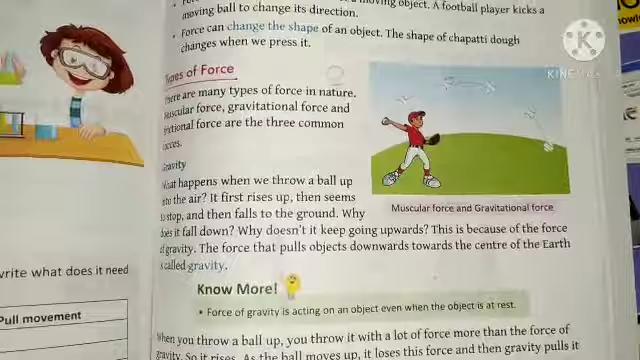 moving object. A football player kicks a
moving ball to change its direction.
• Force can change the shape of an object. The shape of chapatti dough
changes when we press it.
Types of Force
There are many types of force in nature.
Muscular force, gravitational force and
frictional force are the three common
forces.
Gravity
What happens when we throw a ball up
into the air? It first rises up, then seems
to stop, and then falls to the ground. Why
does it fall down? Why doesn't it keep going upwards? This is because of the force
of gravity. The force that pulls objects downwards towards the centre of the Earth
is called gravity.
Muscular force and Gravitational force
Know More!
• Force of gravity is acting on an object even when the object is at rest.
When you throw a ball up, you throw it with a lot of force more than the force of
gravity. So it rises. As the ball moves up, it loses this force and then gravity pulls it
write what does it need
Pull movement
KINEMASTER